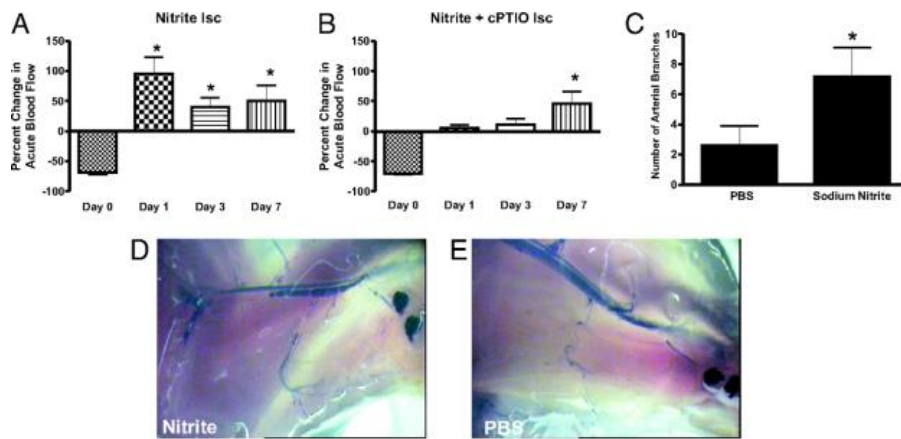 A
Nitrite Isc
Percent Change in
Acute Blood Flow
150
100
50
0
-50
-100
Day 0 Day 1 Day 3 Day 7
*
*
*
B
Nitrite + cPTIO Isc
Percent Change in
Acute Blood Flow
150
100
50
0
-50
-100
Day 0 Day 1 Day 3 Day 7
*
C
Number of Arterial Branches
10
8
6
4
2
0
PBS Sodium Nitrite
*
D
Nitrite
E
PBS